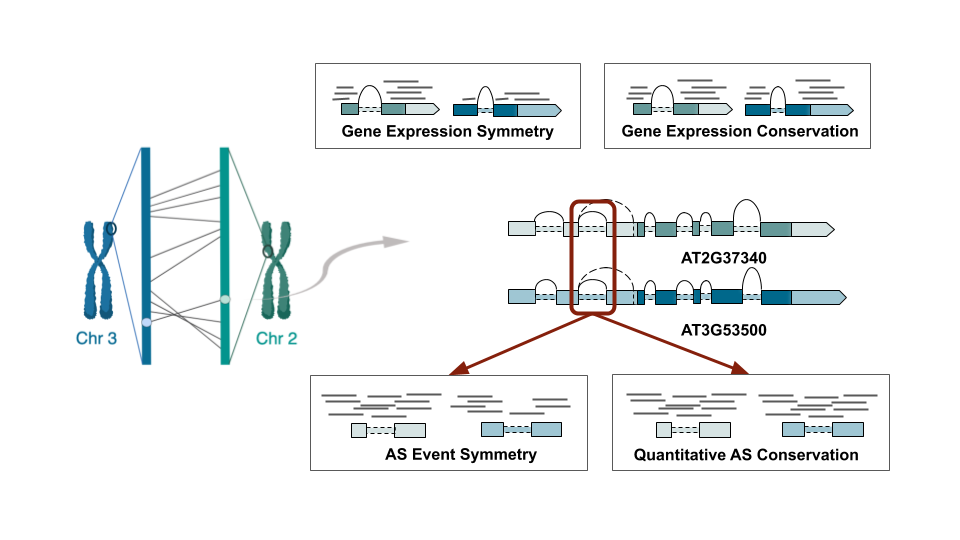 Gene Expression Symmetry
Gene Expression Conservation
AT2G37340
AT3G53500
Chr 3
Chr 2
AS Event Symmetry
Quantitative AS Conservation